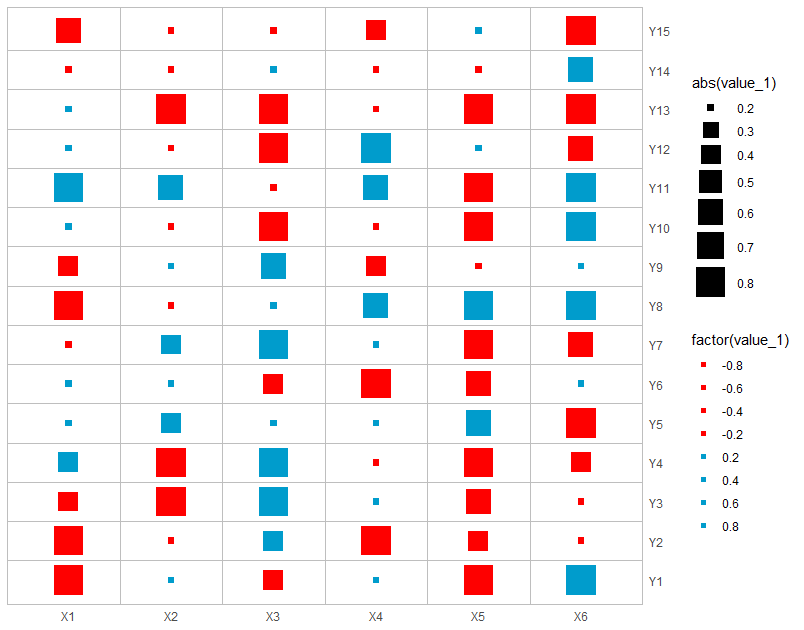 Y15
Y14
Y13
Y12
Y11
Y10
Y9
Y8
Y7
Y6
Y5
Y4
Y3
Y2
Y1
X1 X2 X3 X4 X5 X6
abs(value_1)
0.2
0.3
0.4
0.5
0.6
0.7
0.8
factor(value_1)
-0.8
-0.6
-0.4
-0.2
0.2
0.4
0.6
0.8